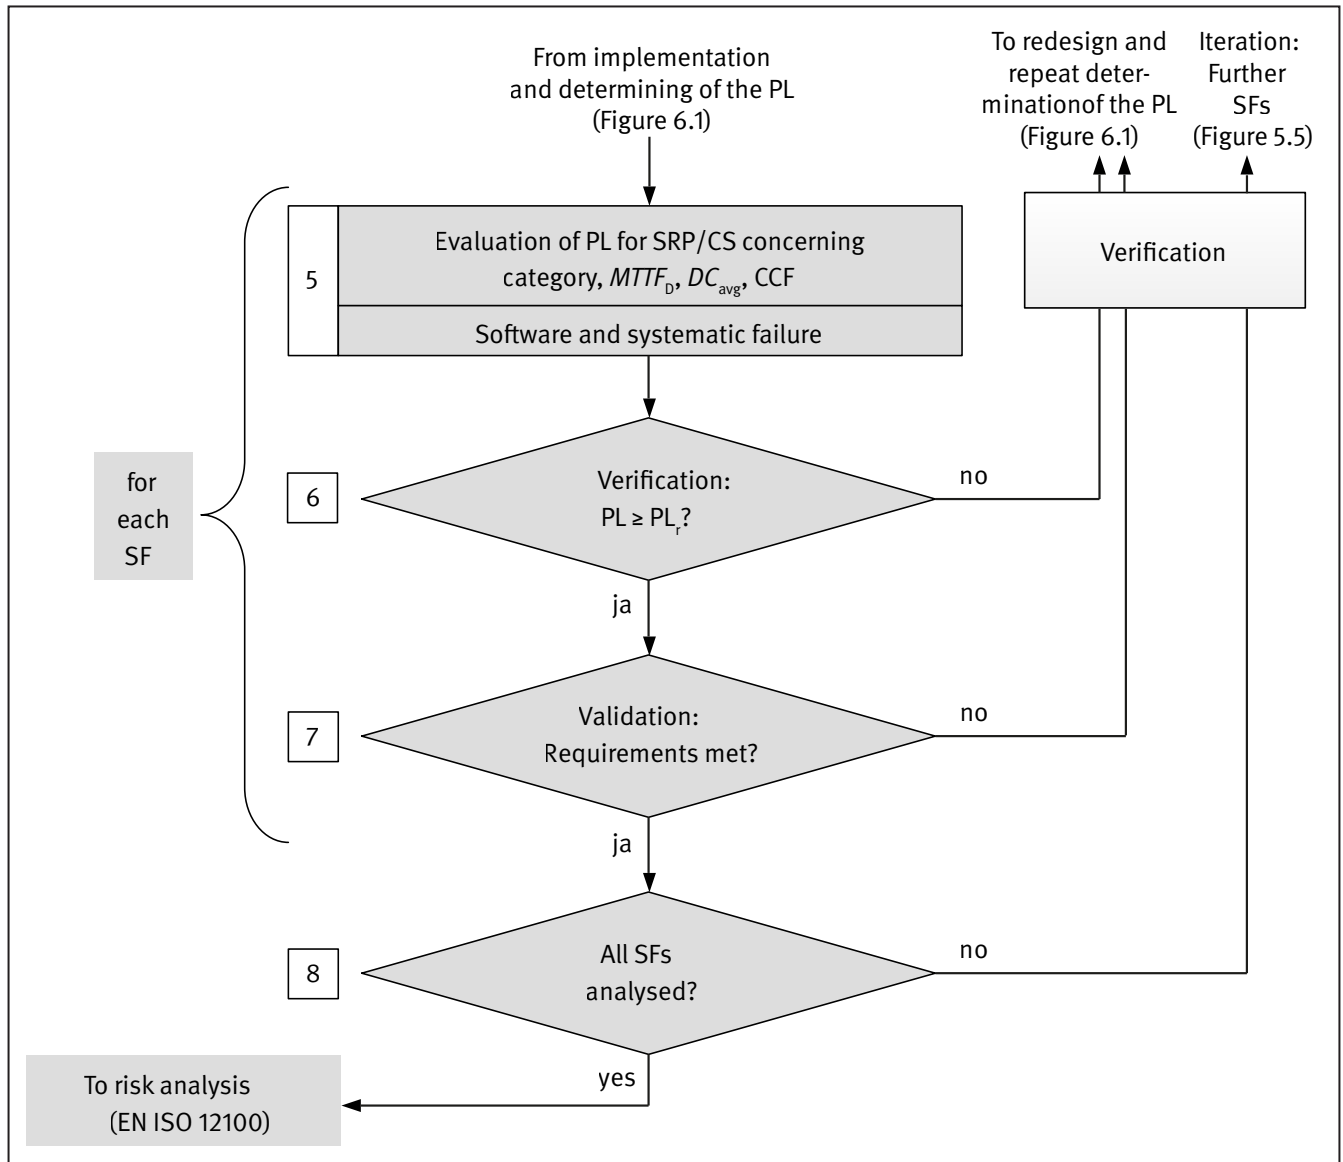 From implementation
and determining of the PL
(Figure 6.1)
To redesign and
repeat deter-
minationof the PL
(Figure 6.1)
Iteration:
Further
SFs
(Figure 5.5)
Verification
5
Evaluation of PL for SRP/CS concerning
category, MTTF_D, DC_avg, CCF
Software and systematic failure
for
each
SF
6
Verification:
PL ≥ PL_r?
no
ja
7
Validation:
Requirements met?
no
ja
8
All SFs
analysed?
no
yes
To risk analysis
(EN ISO 12100)